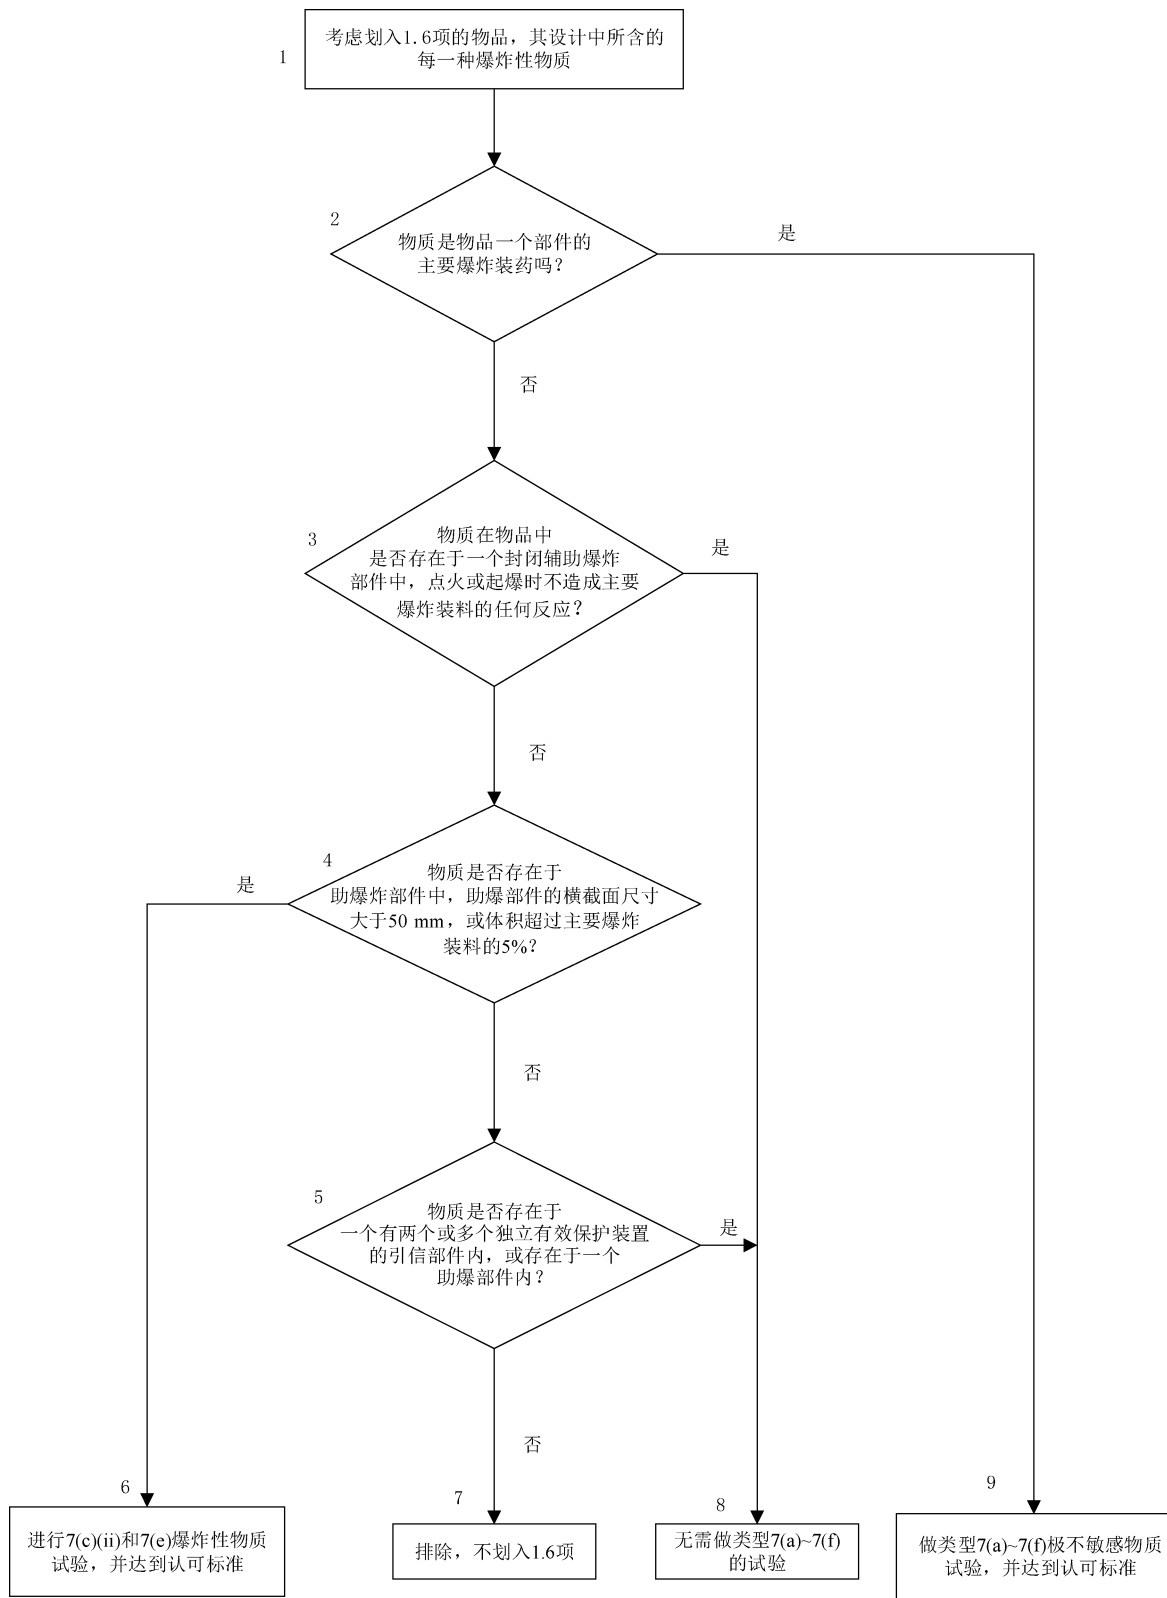 1
考虑划入1.6项的物品，其设计中所含的
每一种爆炸性物质
2
物质是物品一个部件的
主要爆炸装药吗？
是
否
3
物质在物品中
是否存在于一个封闭辅助爆炸
部件中，点火或起爆时不造成主要
爆炸装料的任何反应？
是
否
4
物质是否存在于
助爆炸部件中，助爆部件的横截面尺寸
大于50 mm，或体积超过主要爆炸
装料的5%？
是
否
5
物质是否存在于
一个有两个或多个独立有效保护装置
的引信部件内，或存在于一个
助爆部件内？
是
否
6
进行7(c)(ii)和7(e)爆炸性物质
试验，并达到认可标准
7
排除，不划入1.6项
8
无需做类型7(a)~7(f)
的试验
9
做类型7(a)~7(f)极不敏感物质
试验，并达到认可标准